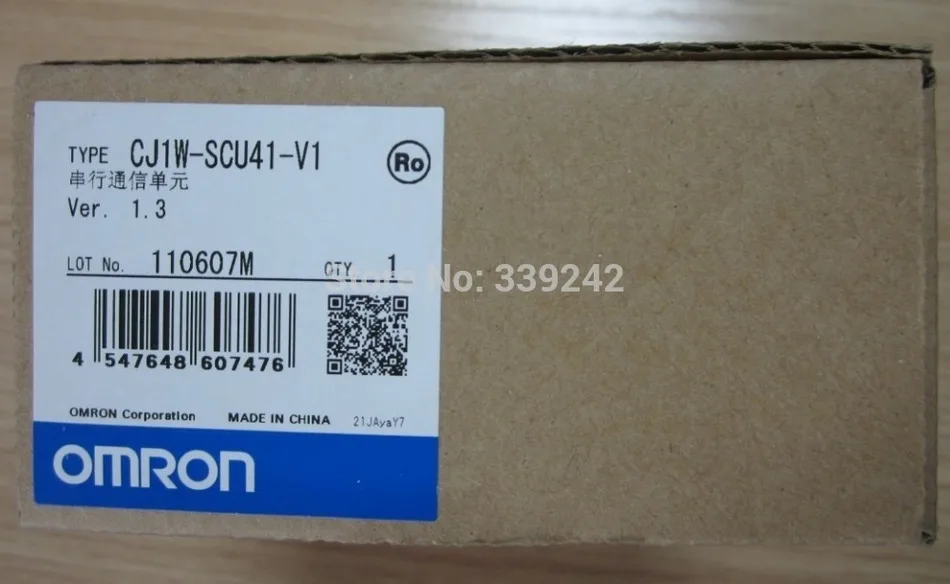 TYPE CJ1W-SCU41-V1
Ro
串行通信单元
Ver. 1.3
LOT No. 110607M QTY 1
Store No: 339242
4 547648 607476
OMRON Corporation MADE IN CHINA 21JAyaY7
OMRON